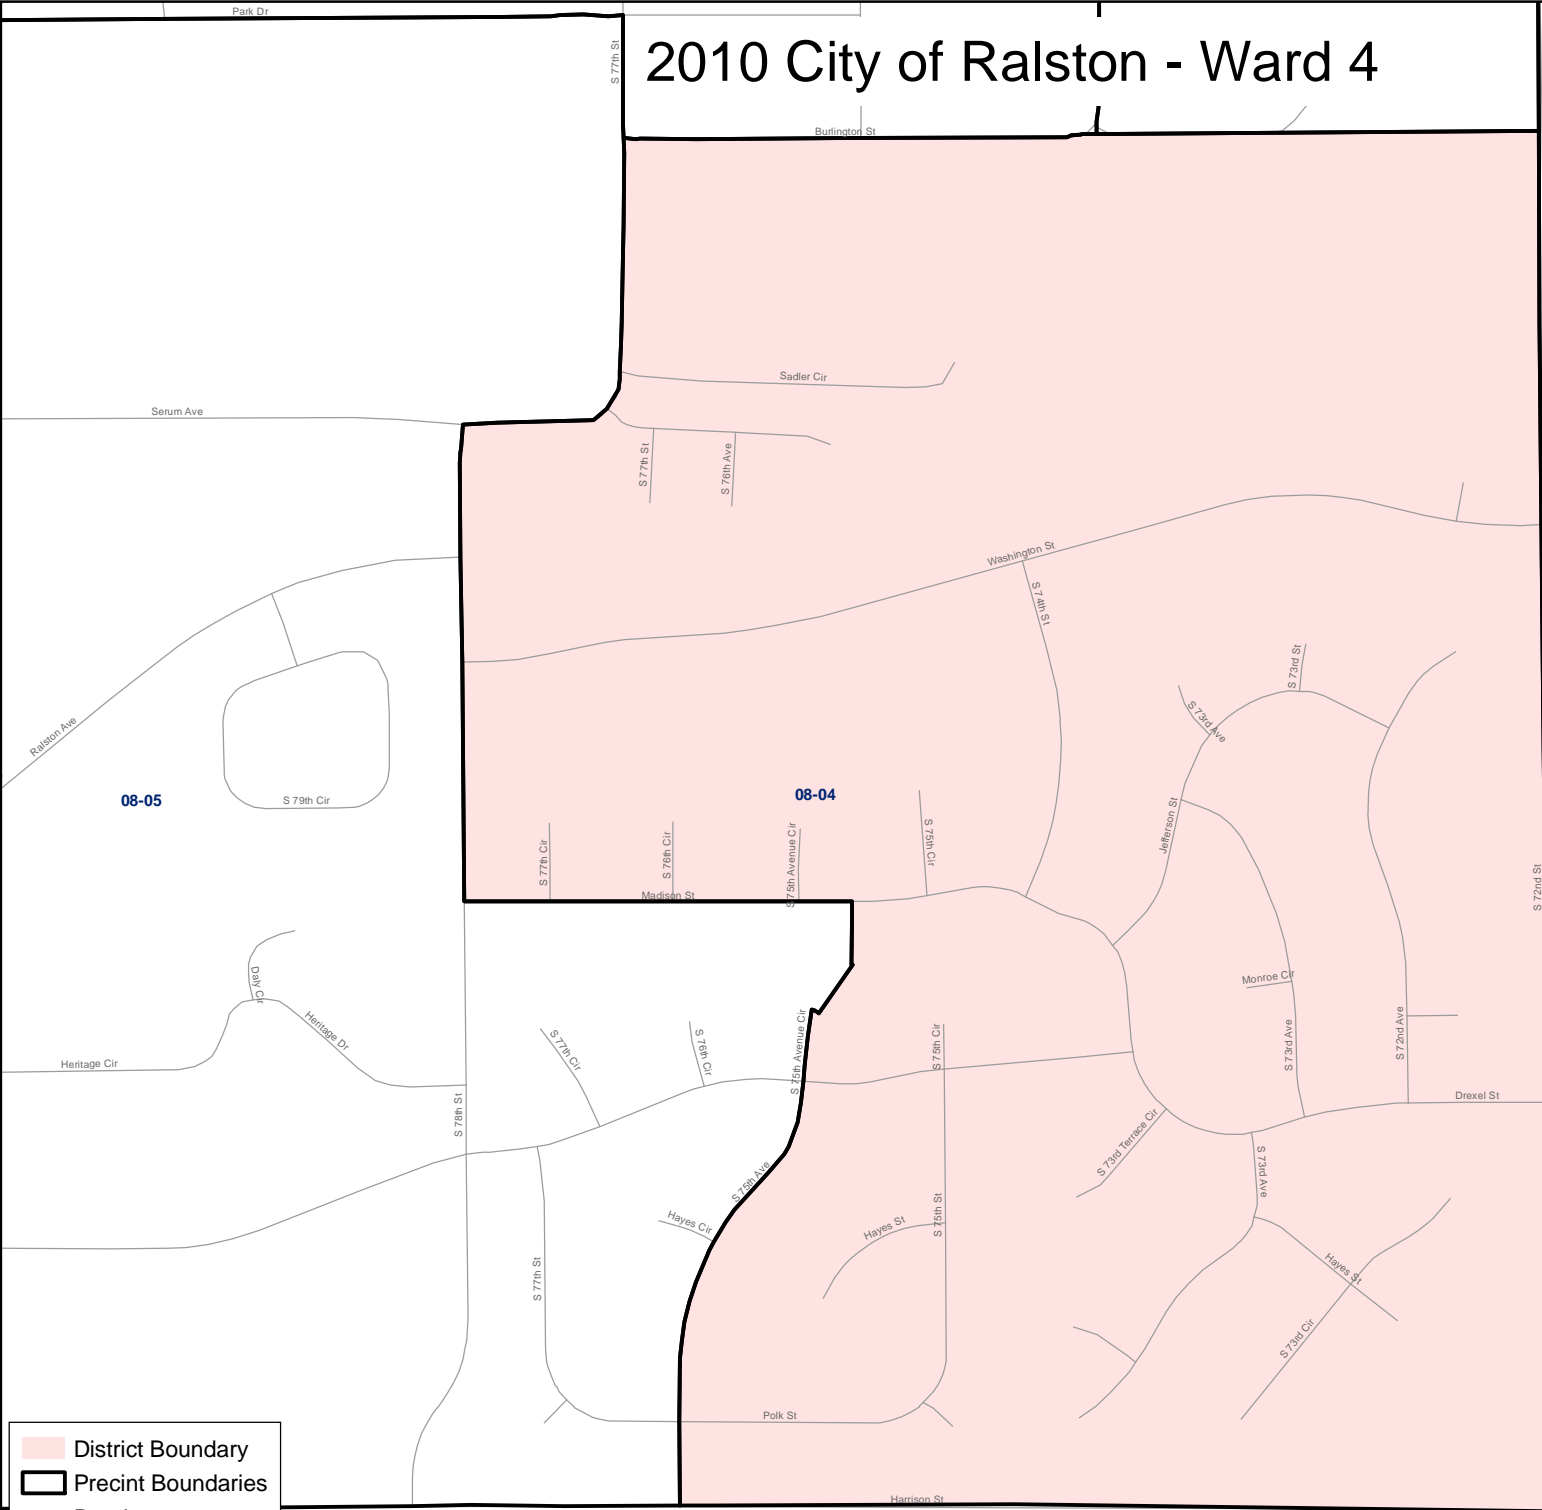 Park Dr
S 77th St
2010 City of Ralston - Ward 4
Burlington St
Sadler Cir
Serum Ave
S 77th St
S 76th Ave
Washington St
S 74th St
S 73rd St
S 73rd Ave
Ralston Ave
08-05
S 79th Cir
08-04
Jefferson St
S 77th Cir
S 76th Cir
S 75th Avenue Cir
S 75th Cir
S 72nd St
Madison St
Daly Cir
Monroe Cir
Heritage Dr
Heritage Cir
S 77th Cir
S 76th Cir
S 75th Avenue Cir
S 75th Cir
S 73rd Ave
S 72nd Ave
Drexel St
S 78th St
S 73rd Terrace Cir
S 75th Ave
S 73rd Ave
Hayes Cir
Hayes St
S 75th St
S 77th St
Hayes St
S 73rd Cir
Polk St
District Boundary
Precint Boundaries
Harrison St